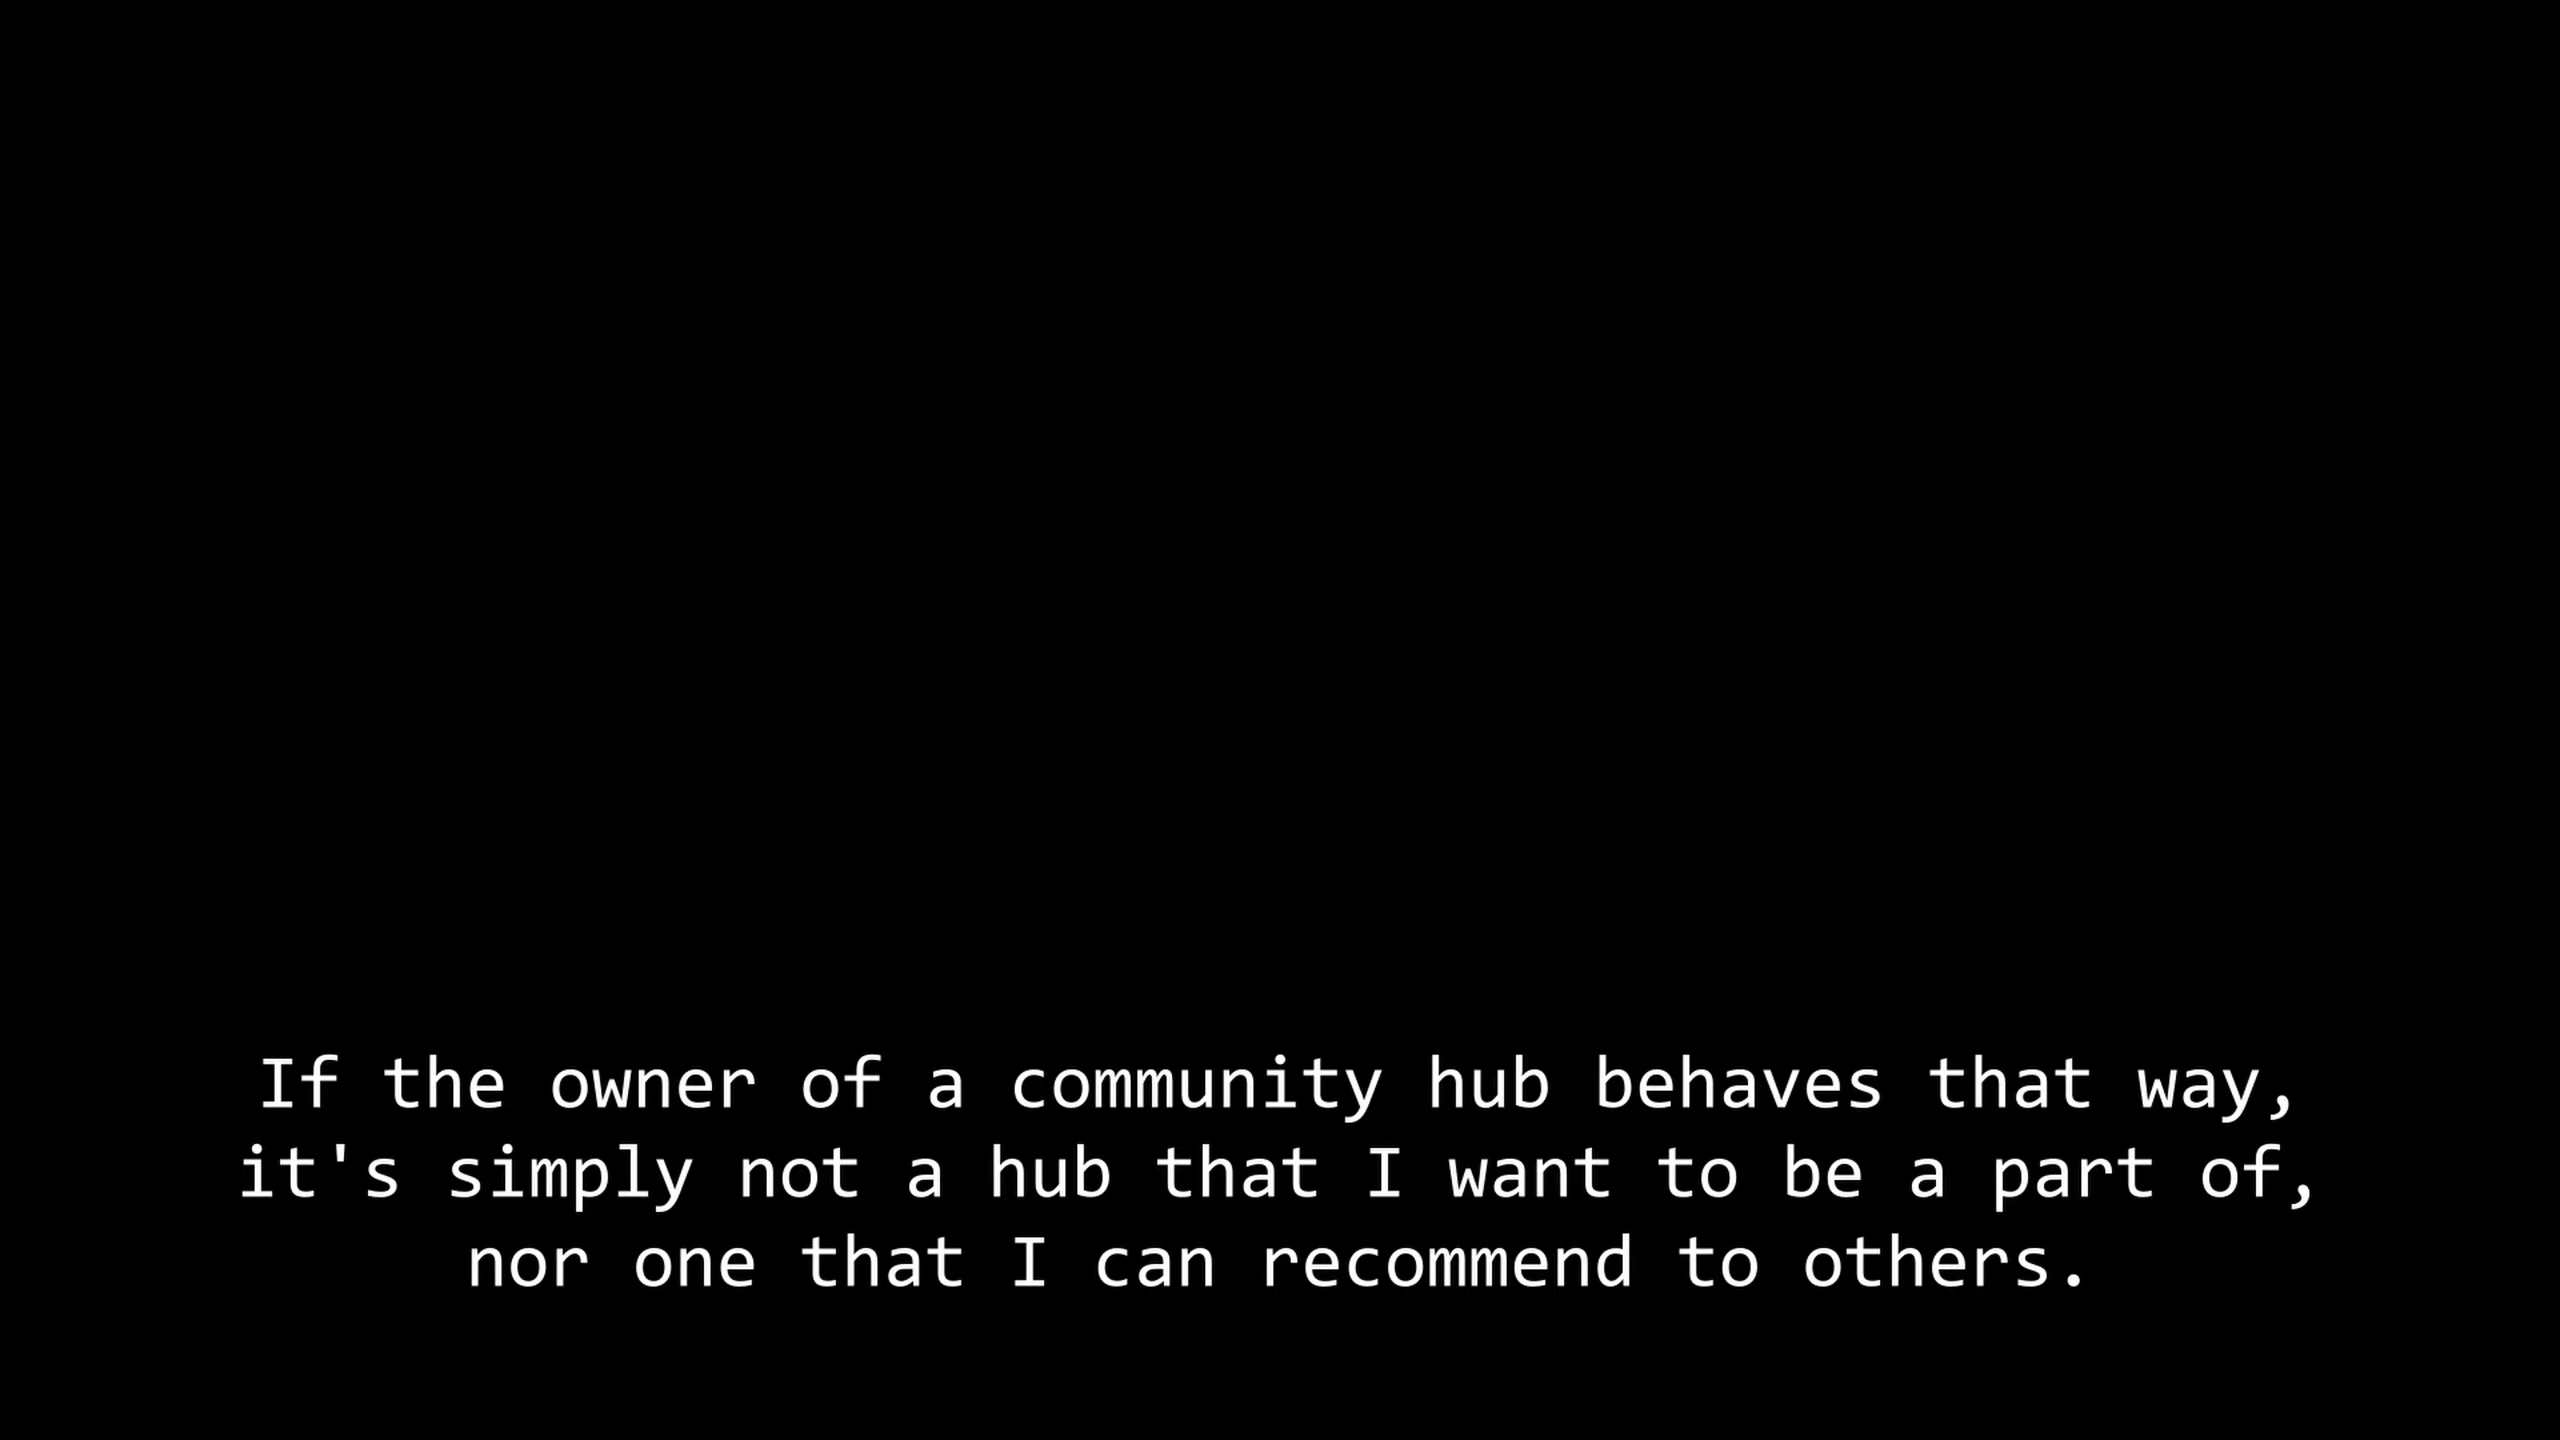 If the owner of a community hub behaves that way,
it's simply not a hub that I want to be a part of,
nor one that I can recommend to others.